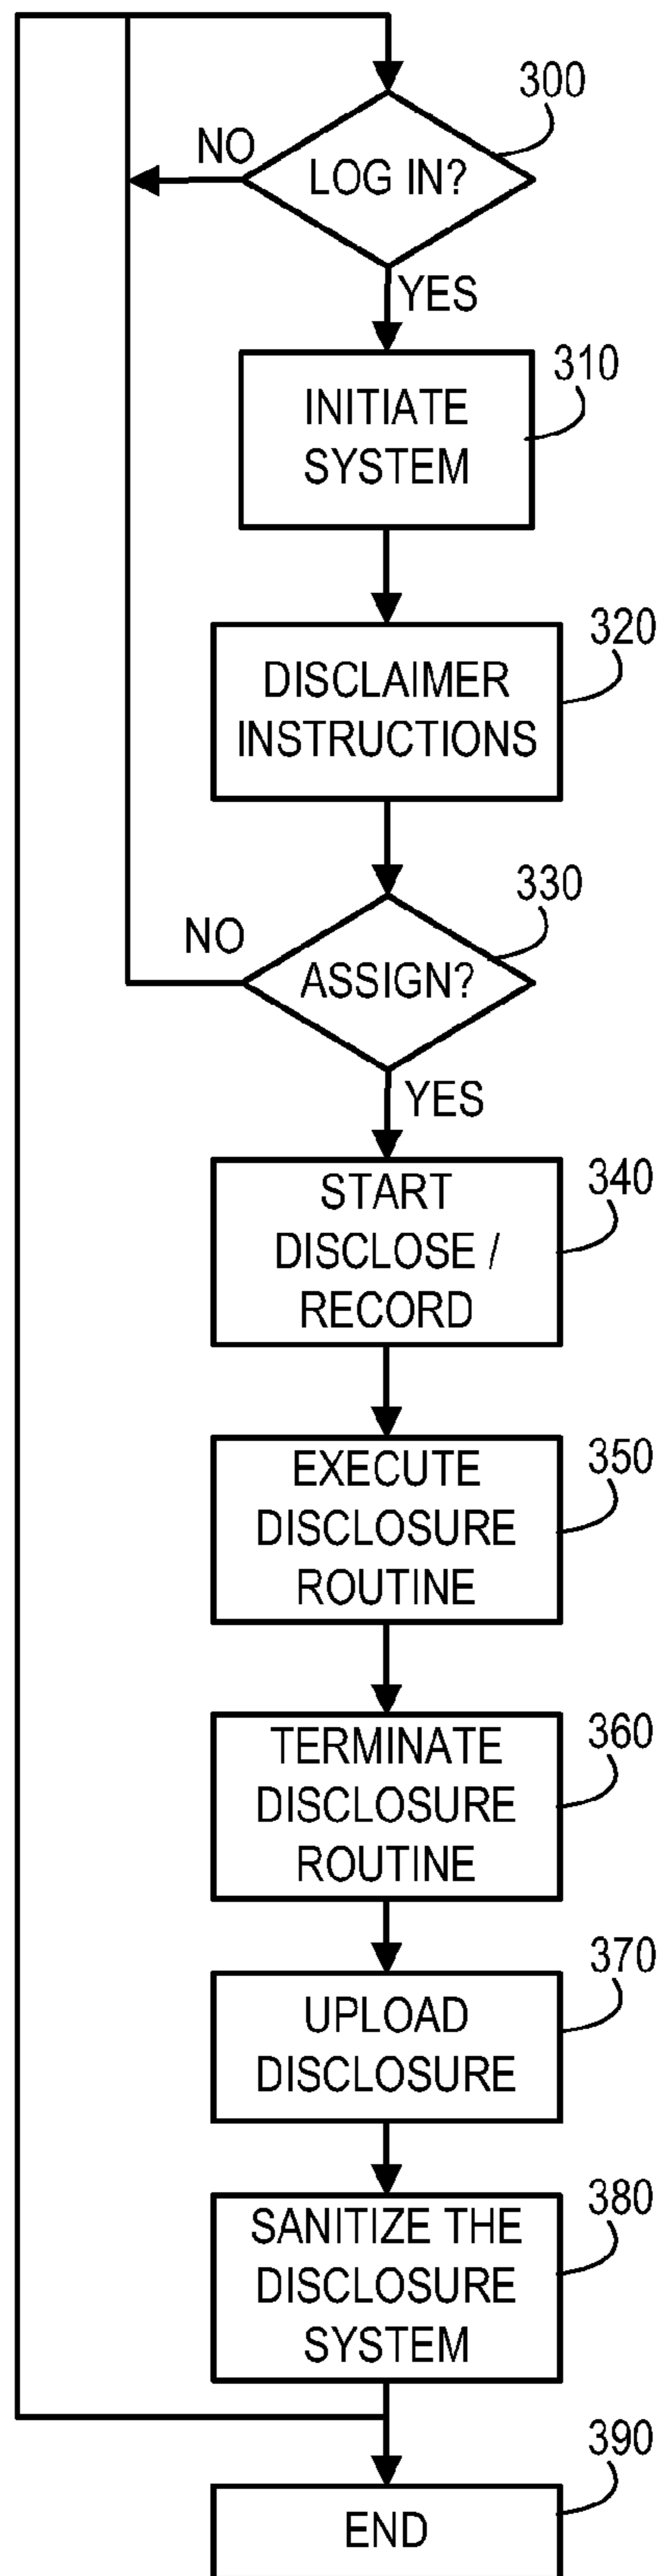 300
NO
LOG IN?
YES
310
INITIATE
SYSTEM
320
DISCLAIMER
INSTRUCTIONS
330
NO
ASSIGN?
YES
340
START
DISCLOSE /
RECORD
350
EXECUTE
DISCLOSURE
ROUTINE
360
TERMINATE
DISCLOSURE
ROUTINE
370
UPLOAD
DISCLOSURE
380
SANITIZE THE
DISCLOSURE
SYSTEM
390
END